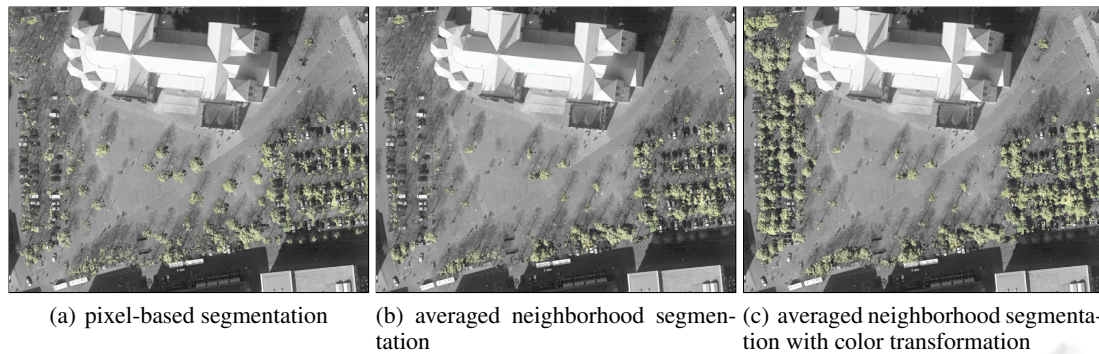 (a) pixel-based segmentation
(b) averaged neighborhood segmen-
tation
(c) averaged neighborhood segmenta-
tion with color transformation